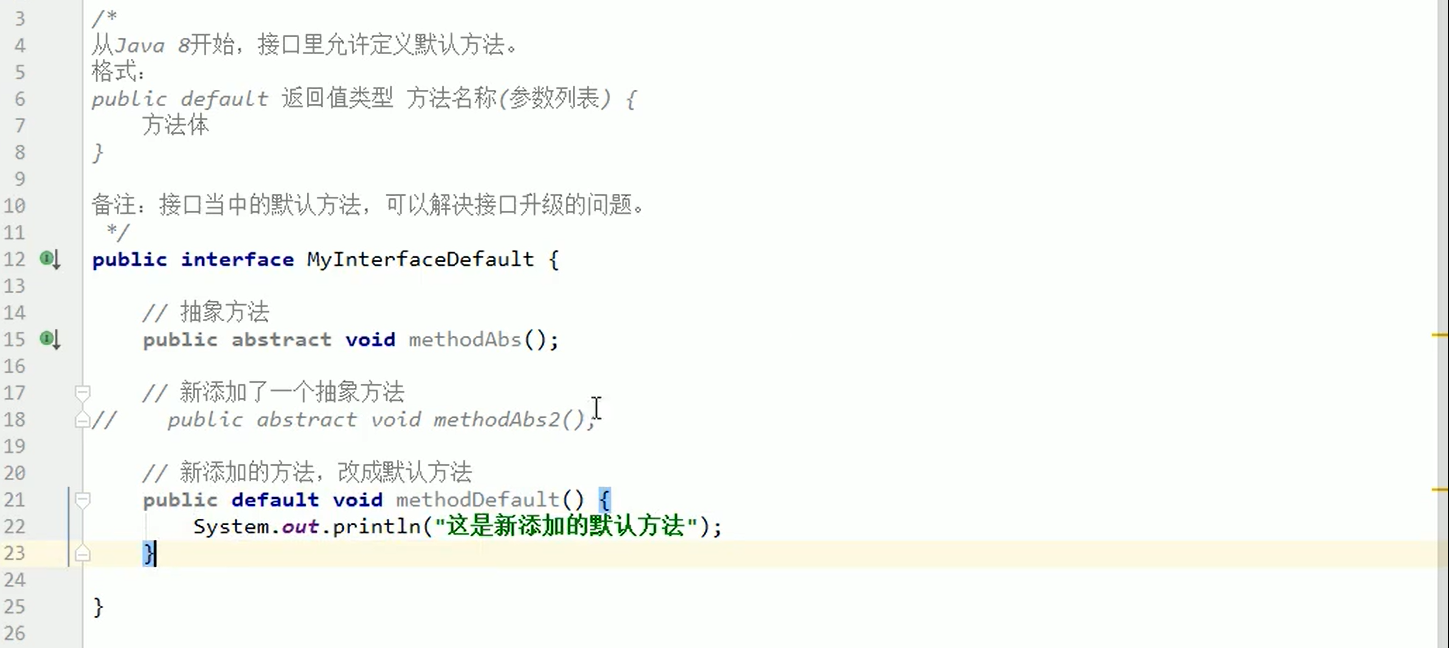 3 /*
4 从Java 8开始，接口里允许定义默认方法。
5 格式：
6 public default 返回值类型 方法名称(参数列表) {
7     方法体
8 }
9
10 备注：接口当中的默认方法，可以解决接口升级的问题。
11  */
12 public interface MyInterfaceDefault {
13
14     // 抽象方法
15     public abstract void methodAbs();
16
17     // 新添加了一个抽象方法
18 //    public abstract void methodAbs2();
19
20     // 新添加的方法，改成默认方法
21     public default void methodDefault() {
22         System.out.println("这是新添加的默认方法");
23     }
24
25 }
26